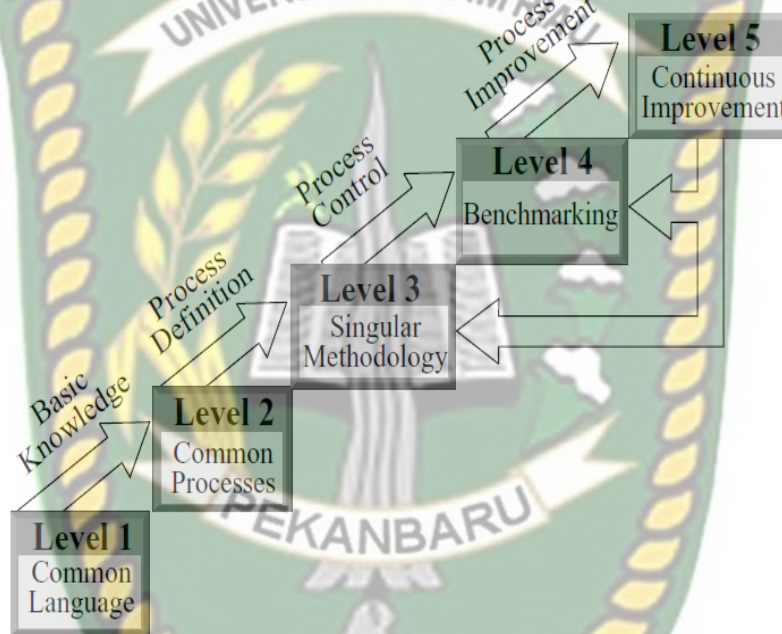 Process
Improvement
Level 5
Continuous
Improvement
Process
Control
Level 4
Benchmarking
Process
Definition
Level 3
Singular
Methodology
Basic
Knowledge
Level 2
Common
Processes
PEKANBARU
Level 1
Common
Language